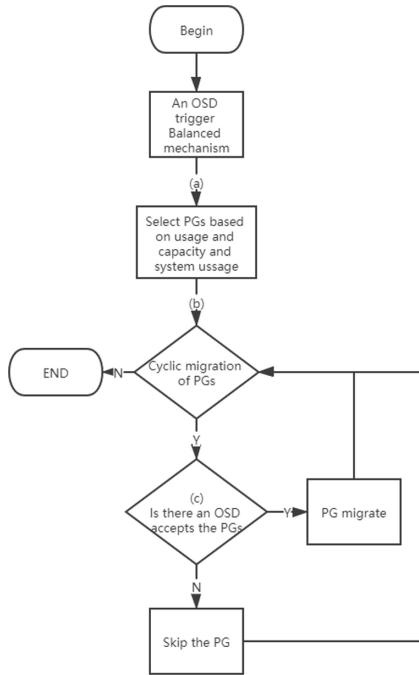 Begin
An OSD
trigger
Balanced
mechanism
(a)
Select PGs based
on usage and
capacity and
system ussage
(b)
Cyclic migration
of PGs
N
END
Y
(c)
Is there an OSD
accepts the PGs
Y
PG migrate
N
Skip the PG